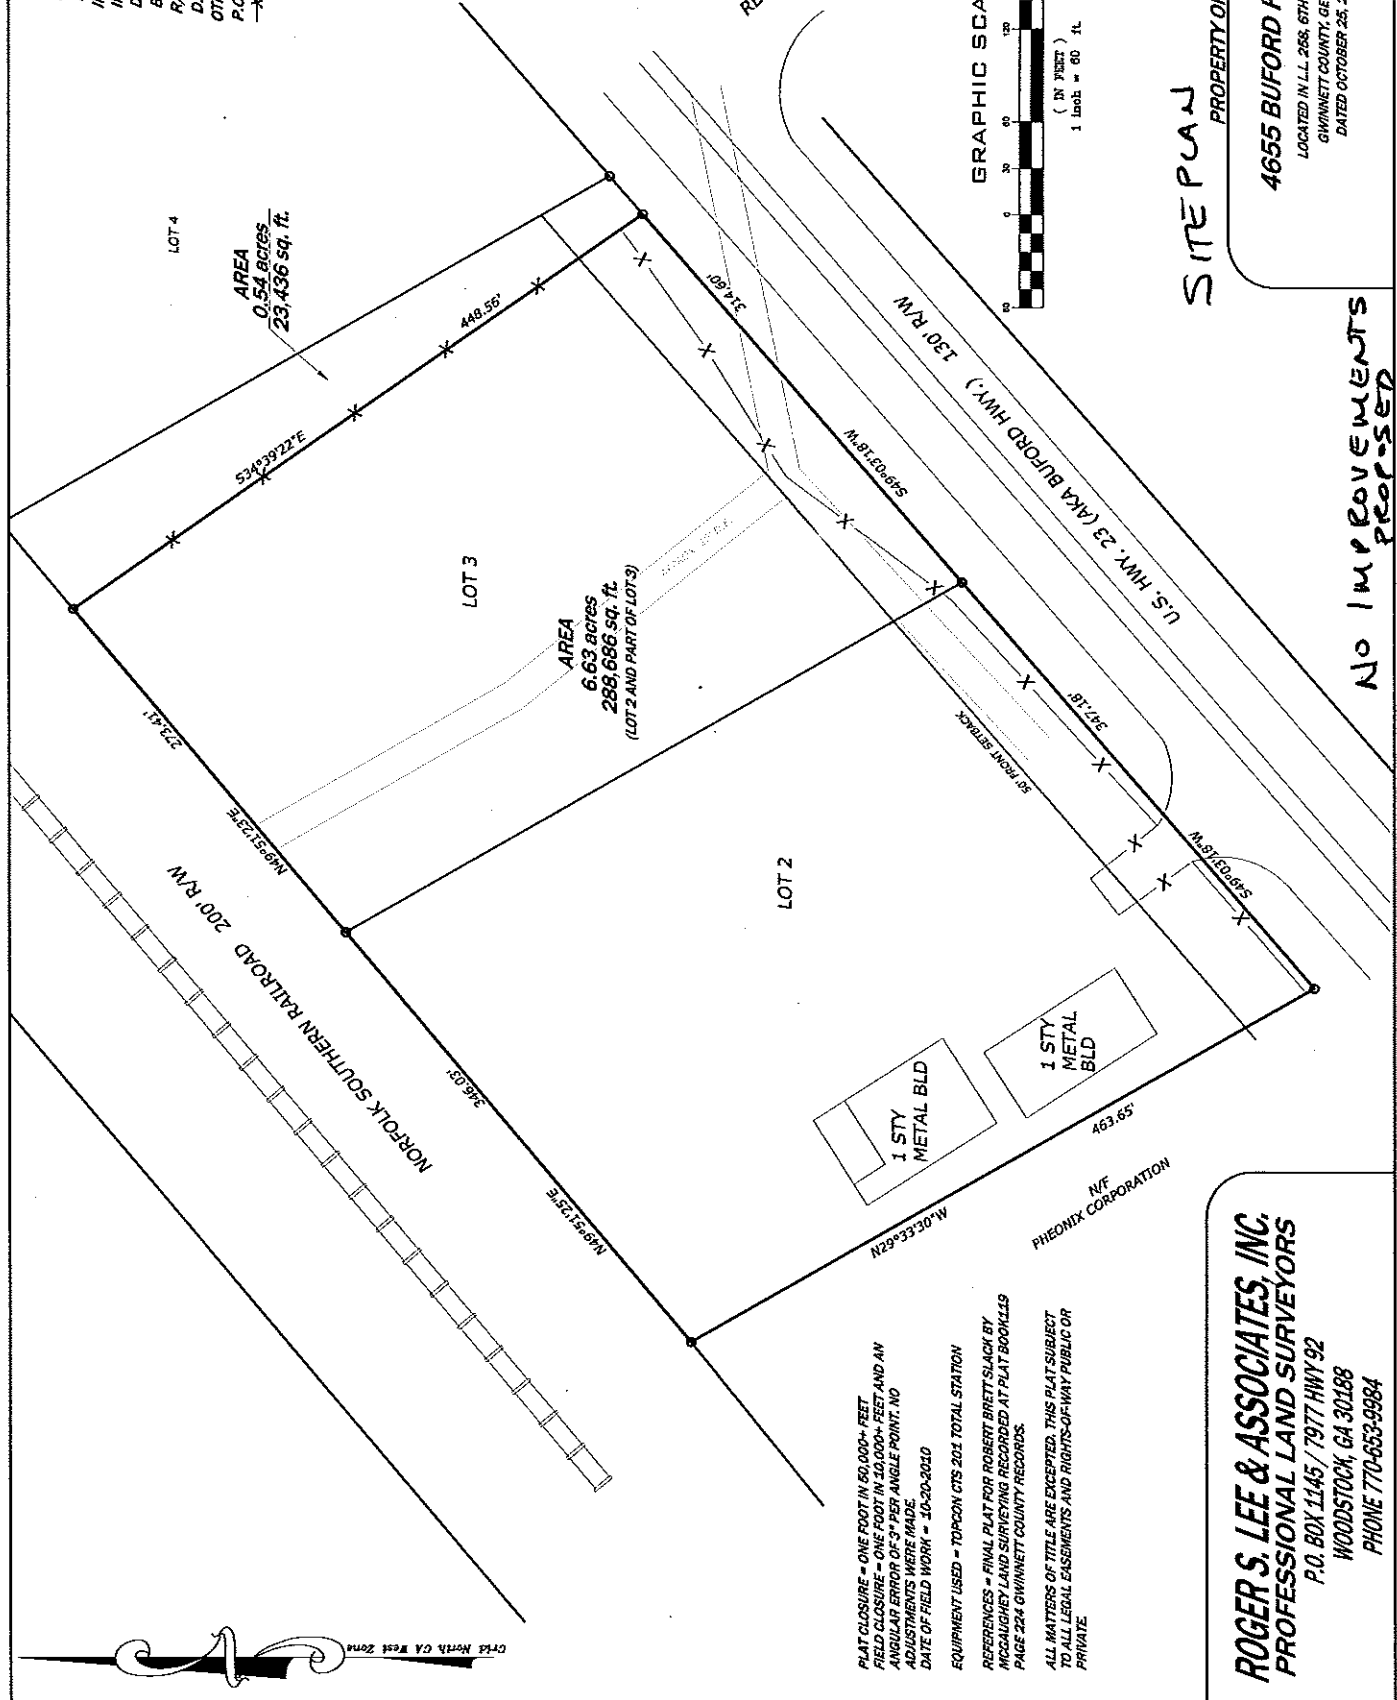 LOT 4
AREA
0.54 acres
23,436 sq. ft.
448.56'
S34°39'22"E
LOT 3
AREA
6.63 acres
288,686 sq. ft.
(LOT 2 AND PART OF LOT 3)
273.41'
N49°51'23"E
NORFOLK SOUTHERN RAILROAD 200' R/W
346.03'
N49°51'25"E
LOT 2
1 STY
METAL BLD
1 STY
METAL
BLD
463.65'
N29°33'30"W
N/F
PHEONIX CORPORATION
50' FRONT SETBACK
314.60'
S49°03'18"W
347.18'
S49°03'18"W
U.S. HWY. 23 (AKA BUFORD HWY.) 130' R/W
GRAPHIC SCA
60 0 30 60 120
( IN FEET )
1 inch = 60 ft.
SITE PLAN
PROPERTY OF
4655 BUFORD
LOCATED IN L.L. 258, 6TH
GWINNETT COUNTY, GE
DATED OCTOBER 25,
NO IMPROVEMENTS
PROPOSED
Grid North GA West Zone
PLAT CLOSURE = ONE FOOT IN 50,000+ FEET
FIELD CLOSURE = ONE FOOT IN 10,000+ FEET AND AN
ANGULAR ERROR OF 3" PER ANGLE POINT. NO
ADJUSTMENTS WERE MADE.
DATE OF FIELD WORK = 10-20-2010
EQUIPMENT USED = TOPCON CTS 201 TOTAL STATION
REFERENCES = FINAL PLAT FOR ROBERT BRETT SLACK BY
MCGAUGHEY LAND SURVEYING RECORDED AT PLAT BOOK119
PAGE 224 GWINNETT COUNTY RECORDS.
ALL MATTERS OF TITLE ARE EXCEPTED. THIS PLAT SUBJECT
TO ALL LEGAL EASEMENTS AND RIGHTS-OF-WAY PUBLIC OR
PRIVATE.
ROGER S. LEE & ASSOCIATES, INC.
PROFESSIONAL LAND SURVEYORS
P.O. BOX 1145 / 7977 HWY 92
WOODSTOCK, GA 30188
PHONE 770-653-9984